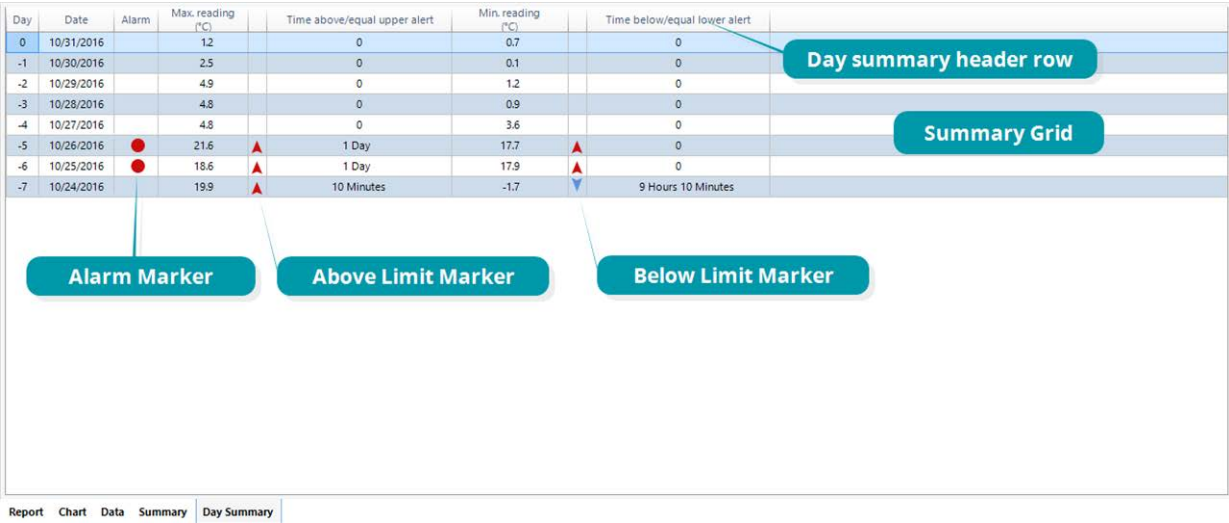 Day Date Alarm Max. reading (°C) Time above/equal upper alert Min. reading (°C) Time below/equal lower alert
0 10/31/2016 1.2 0 0.7 0
-1 10/30/2016 2.5 0 0.1 0
-2 10/29/2016 4.9 0 1.2 0
-3 10/28/2016 4.8 0 0.9 0
-4 10/27/2016 4.8 0 3.6 0
-5 10/26/2016 21.6 1 Day 17.7 0
-6 10/25/2016 18.6 1 Day 17.9 0
-7 10/24/2016 19.9 10 Minutes -1.7 9 Hours 10 Minutes
Day summary header row
Summary Grid
Alarm Marker
Above Limit Marker
Below Limit Marker
Report Chart Data Summary Day Summary